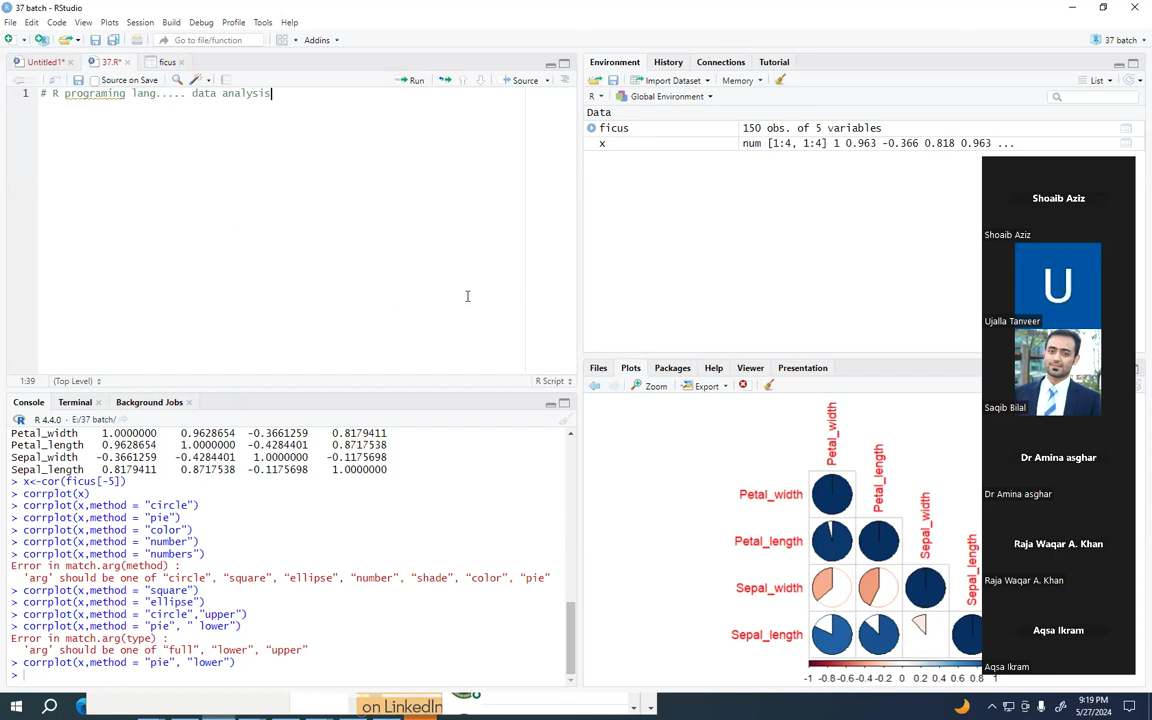 37 batch - RStudio
File Edit Code View Plots Session Build Debug Profile Tools Help
Go to file/function Addins 37 batch
Untitled1* 37.R* ficus
Source on Save Run Source
1 # R programing lang..... data analysis
1:39 (Top Level) R Script
Console Terminal Background Jobs
R 4.4.0 · E:/37 batch/
Petal_width 1.0000000 0.9628654 -0.3661259 0.8179411
Petal_length 0.9628654 1.0000000 -0.4284401 0.8717538
Sepal_width -0.3661259 -0.4284401 1.0000000 -0.1175698
Sepal_length 0.8179411 0.8717538 -0.1175698 1.0000000
> x<-cor(ficus[-5])
> corrplot(x)
> corrplot(x,method = "circle")
> corrplot(x,method = "pie")
> corrplot(x,method = "color")
> corrplot(x,method = "number")
> corrplot(x,method = "numbers")
Error in match.arg(method) :
'arg' should be one of “circle”, “square”, “ellipse”, “number”, “shade”, “color”, “pie”
> corrplot(x,method = "square")
> corrplot(x,method = "ellipse")
> corrplot(x,method = "circle","upper")
> corrplot(x,method = "pie", " lower")
Error in match.arg(type) :
'arg' should be one of “full”, “lower”, “upper”
> corrplot(x,method = "pie", "lower")
>
Environment History Connections Tutorial
Import Dataset Memory List
R Global Environment
Data
ficus 150 obs. of 5 variables
x num [1:4, 1:4] 1 0.963 -0.366 0.818 0.963 ...
Files Plots Packages Help Viewer Presentation
Zoom Export
Petal_width
Petal_length
Sepal_width
Sepal_length
Petal_width
Petal_length
Sepal_width
Sepal_length
-1 -0.8 -0.6 -0.4 -0.2 0 0.2 0.4 0.6 0.8 1
Shoaib Aziz
Shoaib Aziz
U
Ujalla Tanveer
Saqib Bilal
Dr Amina asghar
Dr Amina asghar
Raja Waqar A. Khan
Raja Waqar A. Khan
Aqsa Ikram
Aqsa Ikram
on LinkedIn
9:19 PM
5/27/2024